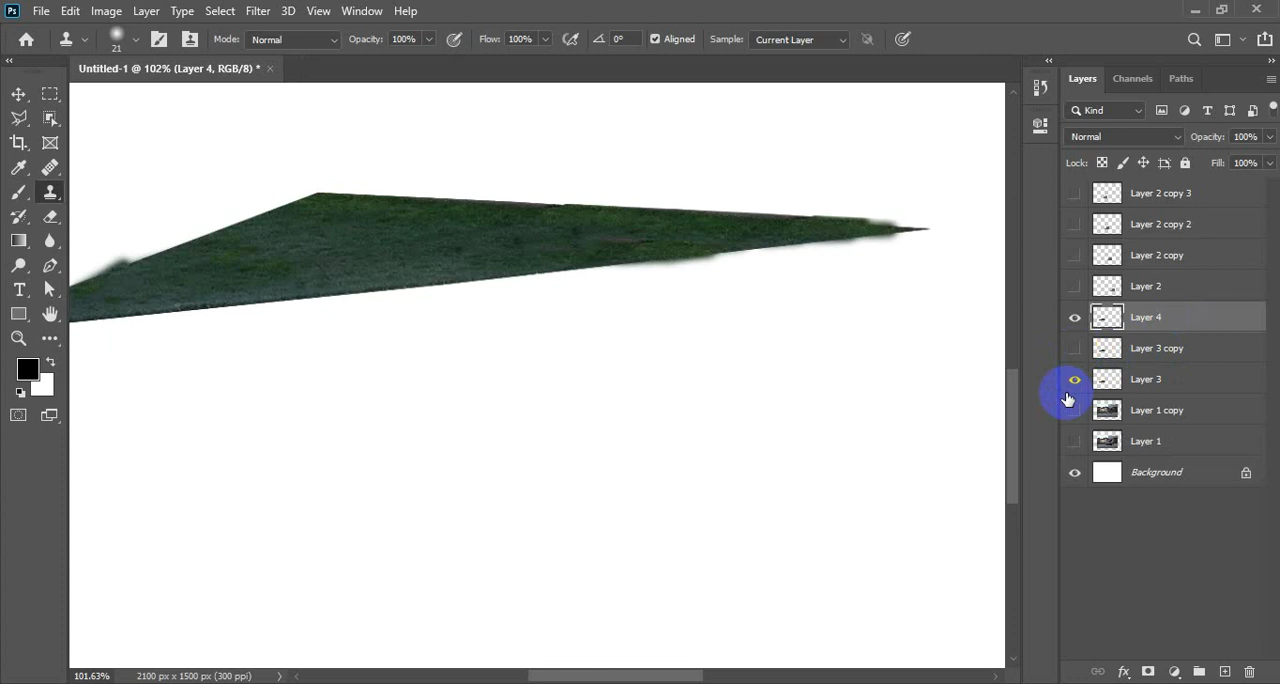 Ps File Edit Image Layer Type Select Filter 3D View Window Help
21 Mode: Normal Opacity: 100% Flow: 100% 0° Aligned Sample: Current Layer
Untitled-1 @ 102% (Layer 4, RGB/8) * ×
Layers Channels Paths
Kind
Normal Opacity: 100%
Lock: Fill: 100%
Layer 2 copy 3
Layer 2 copy 2
Layer 2 copy
Layer 2
Layer 4
Layer 3 copy
Layer 3
Layer 1 copy
Layer 1
Background
101.63% 2100 px x 1500 px (300 ppi)